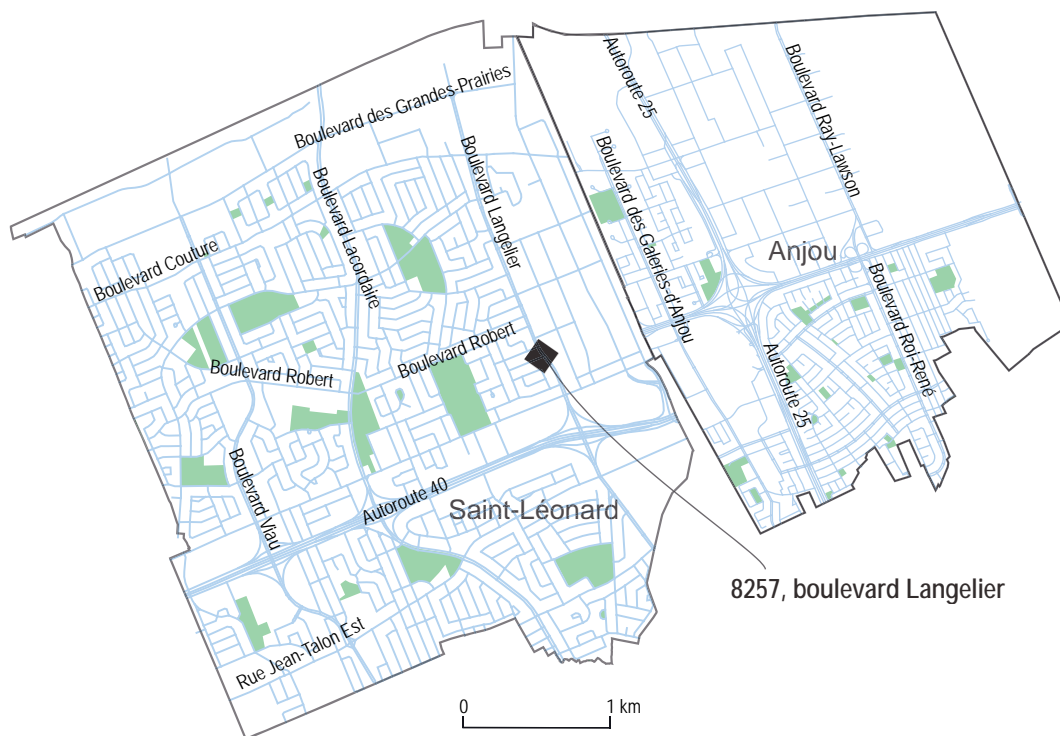 Autoroute 25
Boulevard Ray-Lawson
Boulevard des Grandes-Prairies
Boulevard Langelier
Boulevard des Galeries-d'Anjou
Boulevard Lacordaire
Boulevard Couture
Anjou
Boulevard Roi-René
Boulevard Robert
Boulevard Robert
Autoroute 25
Boulevard Viau
Autoroute 40
Saint-Léonard
8257, boulevard Langelier
Rue Jean-Talon Est
0 1 km